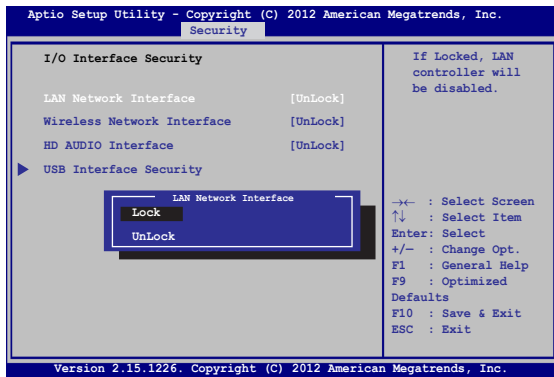 Aptio Setup Utility - Copyright (C) 2012 American Megatrends, Inc.
Security
I/O Interface Security
LAN Network Interface [UnLock]
Wireless Network Interface [UnLock]
HD AUDIO Interface [UnLock]
USB Interface Security
LAN Network Interface
Lock
UnLock
If Locked, LAN
controller will
be disabled.
→← : Select Screen
↑↓ : Select Item
Enter: Select
+/— : Change Opt.
F1 : General Help
F9 : Optimized
Defaults
F10 : Save & Exit
ESC : Exit
Version 2.15.1226. Copyright (C) 2012 American Megatrends, Inc.